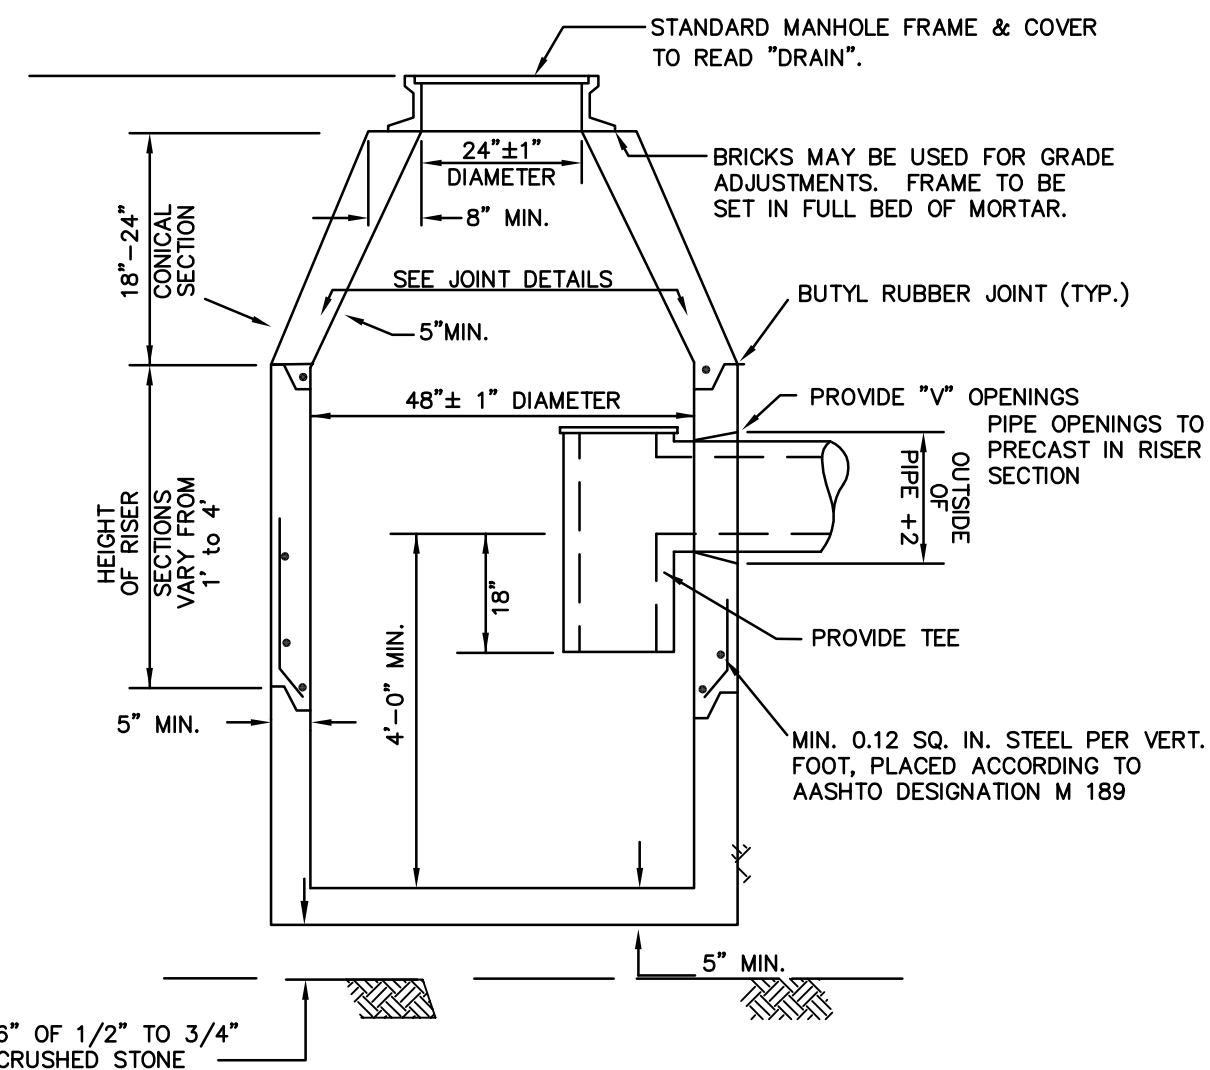 STANDARD MANHOLE FRAME & COVER
TO READ "DRAIN".
24"±1"
DIAMETER
BRICKS MAY BE USED FOR GRADE
ADJUSTMENTS. FRAME TO BE
SET IN FULL BED OF MORTAR.
8" MIN.
18"-24"
CONICAL
SECTION
SEE JOINT DETAILS
BUTYL RUBBER JOINT (TYP.)
5"MIN.
48"± 1" DIAMETER
PROVIDE "V" OPENINGS
PIPE OPENINGS TO
PRECAST IN RISER
SECTION
OUTSIDE
OF
PIPE +2
HEIGHT
OF RISER
SECTIONS
VARY FROM
1' to 4'
18"
4'-0" MIN.
PROVIDE TEE
5" MIN.
MIN. 0.12 SQ. IN. STEEL PER VERT.
FOOT, PLACED ACCORDING TO
AASHTO DESIGNATION M 189
5" MIN.
6" OF 1/2" TO 3/4"
CRUSHED STONE